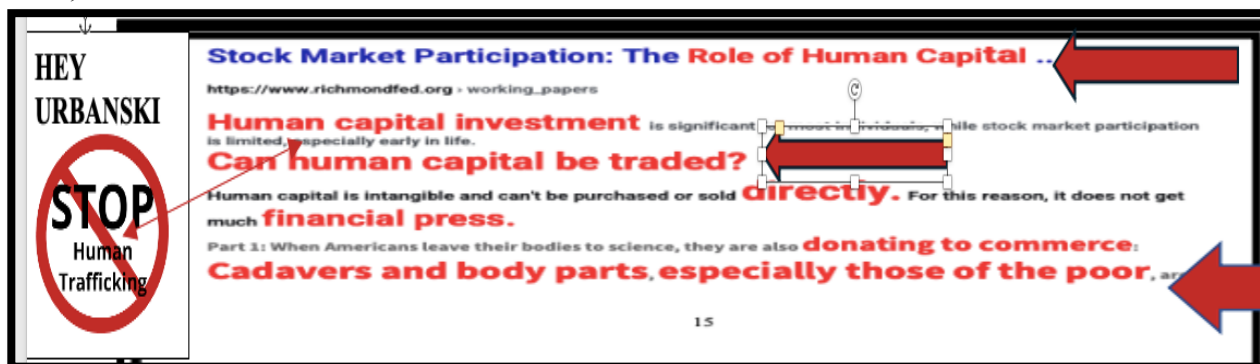 HEY
URBANSKI
STOP
Human
Trafficking
Stock Market Participation: The Role of Human Capital ...
https://www.richmondfed.org › working_papers
Human capital investment is significant most individuals, while stock market participation
is limited, especially early in life.
Can human capital be traded?
Human capital is intangible and can't be purchased or sold directly. For this reason, it does not get
much financial press.
Part 1: When Americans leave their bodies to science, they are also donating to commerce:
Cadavers and body parts, especially those of the poor,
15